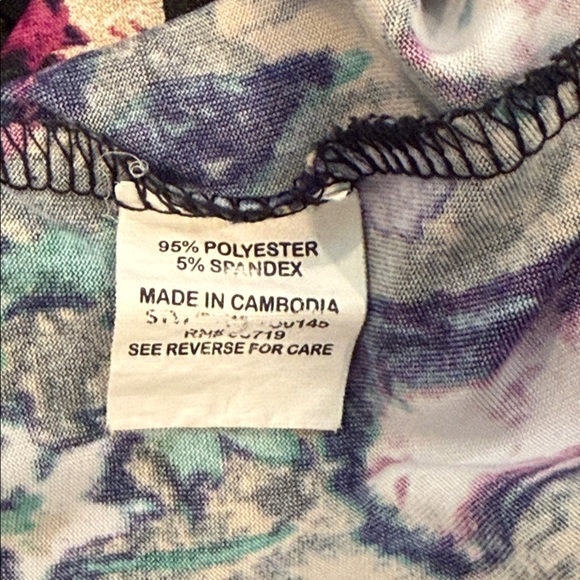 95% POLYESTER
5% SPANDEX
MADE IN CAMBODIA
SEE REVERSE FOR CARE